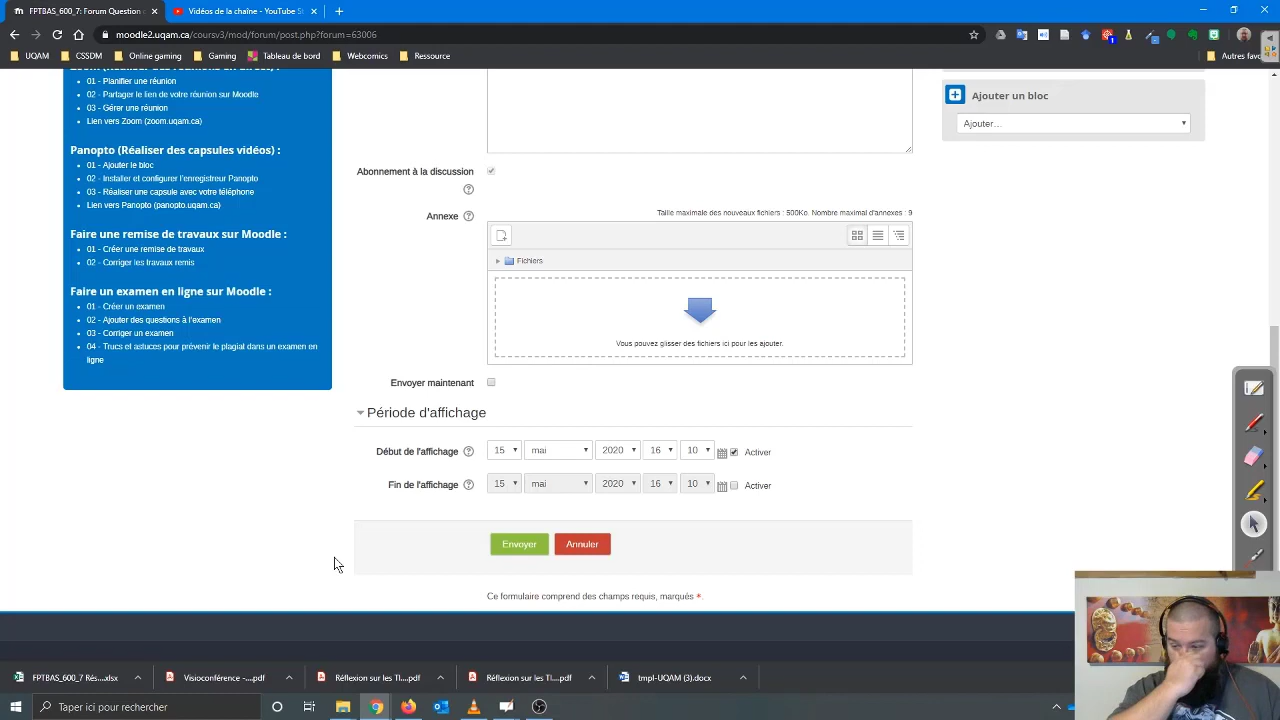 FPTBAS_600_7: Forum Question
Vidéos de la chaîne - YouTube St
moodle2.uqam.ca/coursv3/mod/forum/post.php?forum=63006
UQAM
CSSDM
Online gaming
Gaming
Tableau de bord
Webcomics
Ressource
Autres favo
01 - Planifier une réunion
02 - Partager le lien de votre réunion sur Moodle
03 - Gérer une réunion
Lien vers Zoom (zoom.uqam.ca)
Panopto (Réaliser des capsules vidéos) :
01 - Ajouter le bloc
02 - Installer et configurer l'enregistreur Panopto
03 - Réaliser une capsule avec votre téléphone
Lien vers Panopto (panopto.uqam.ca)
Faire une remise de travaux sur Moodle :
01 - Créer une remise de travaux
02 - Corriger les travaux remis
Faire un examen en ligne sur Moodle :
01 - Créer un examen
02 - Ajouter des questions à l'examen
03 - Corriger un examen
04 - Trucs et astuces pour prévenir le plagiat dans un examen en
ligne
Abonnement à la discussion
Annexe
Taille maximale des nouveaux fichiers : 500Ko. Nombre maximal d'annexes : 9
Fichiers
Vous pouvez glisser des fichiers ici pour les ajouter.
Envoyer maintenant
Période d'affichage
Début de l'affichage 15 mai 2020 16 10 Activer
Fin de l'affichage 15 mai 2020 16 10 Activer
Envoyer Annuler
Ce formulaire comprend des champs requis, marqués *.
Ajouter un bloc
Ajouter...
FPTBAS_600_7 Rés....xlsx
Visioconférence -....pdf
Réflexion sur les TI....pdf
Réflexion sur les TI....pdf
tmpl-UQAM (3).docx
Taper ici pour rechercher